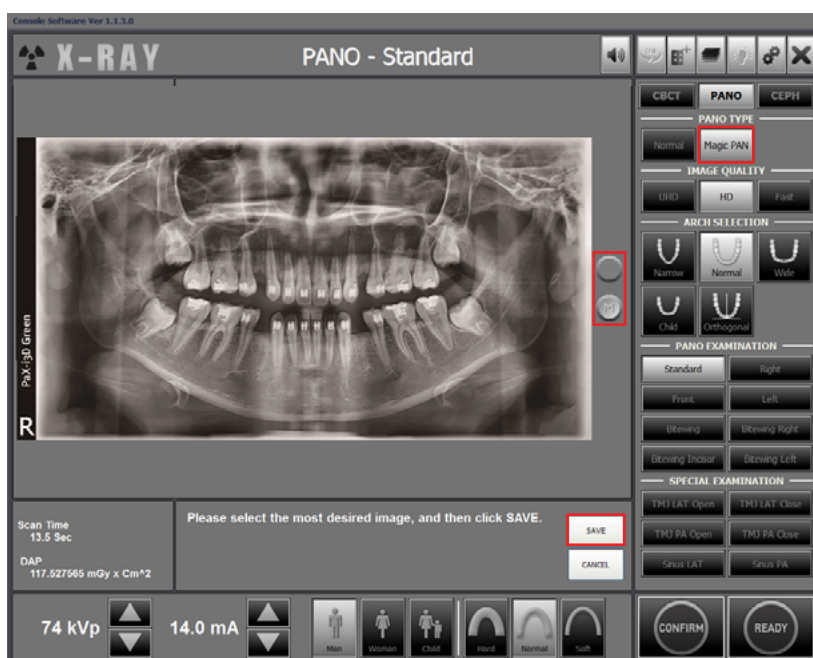 Console Software Ver 1.1.3.0
X-RAY
PANO - Standard
CBCT PANO CEPH
PANO TYPE
Normal Magic PAN
IMAGE QUALITY
UHD HD Fast
ARCH SELECTION
Narrow Normal Wide
Child Orthogonal
PANO EXAMINATION
Standard Right
Front Left
Bitewing Bitewing Right
Bitewing Incisor Bitewing Left
SPECIAL EXAMINATION
TMJ LAT Open TMJ LAT Close
TMJ PA Open TMJ PA Close
Sinus LAT Sinus PA
PaX-i3D Green
R
Scan Time
13.5 Sec
DAP
117.527565 mGy x Cm^2
Please select the most desired image, and then click SAVE.
SAVE
CANCEL
74 kVp 14.0 mA
Man Woman Child Hard Normal Soft
CONFIRM READY